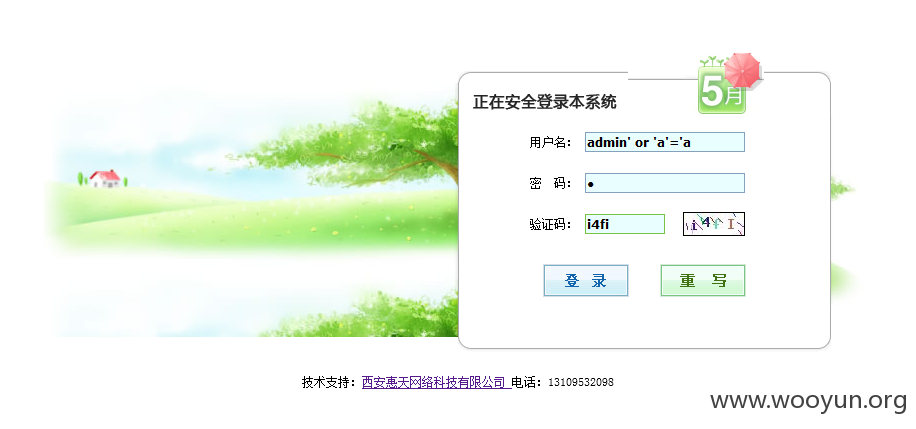 5月
正在安全登录本系统
用户名: admin' or 'a'='a
密 码: ●
验证码: i4fi i4fI
登 录 重 写
技术支持：西安惠天网络科技有限公司 电话：13109532098
www.wooyun.org